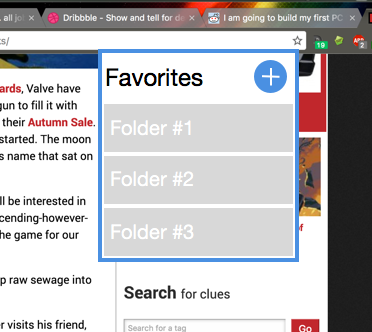 . all jol
Dribbble - Show and tell for de
I am going to build my first PC
ts/
19
2
Favorites
Folder #1
Folder #2
Folder #3
ards, Valve have
gun to fill it with
their Autumn Sale.
started. The moon
s name that sat on
ll be interested in
cending-however-
he game for our
p raw sewage into
r visits his friend,
of
Search for clues
Search for a tag
Go